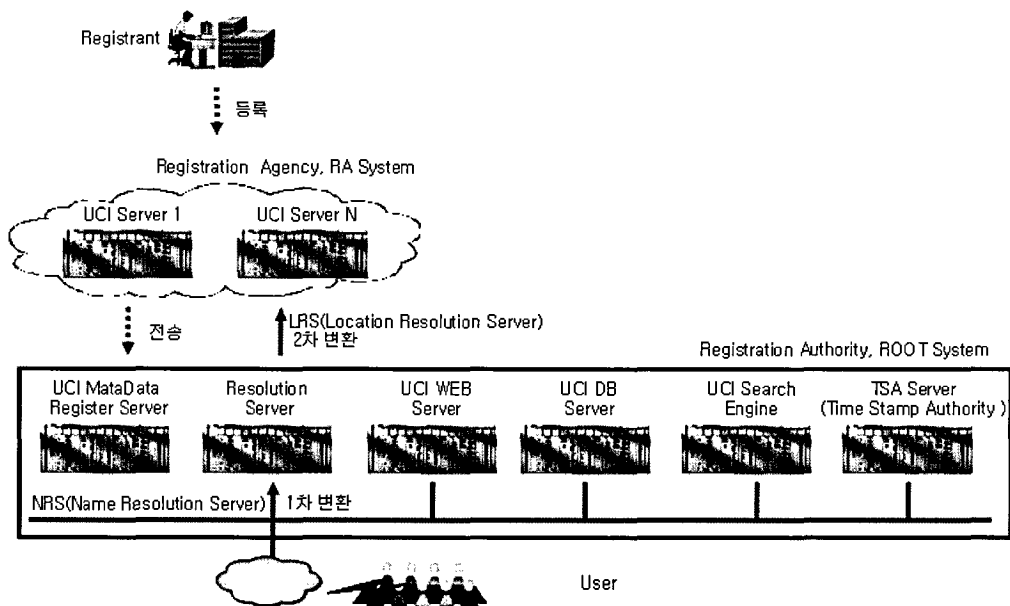 Registrant
등록
Registration Agency, RA System
UCI Server 1
UCI Server N
전송
LRS(Location Resolution Server)
2차 변환
Registration Authority, ROOT System
UCI MataData
Register Server
Resolution
Server
UCI WEB
Server
UCI DB
Server
UCI Search
Engine
TSA Server
(Time Stamp Authority )
NRS(Name Resolution Server)
1차 변환
User